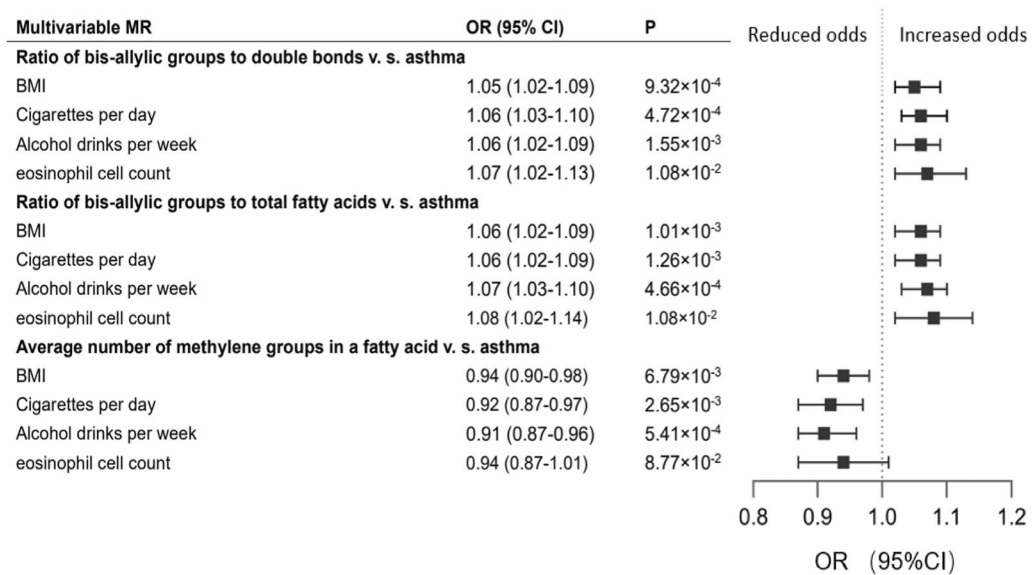 Multivariable MR OR (95% CI) P Reduced odds Increased odds
Ratio of bis-allylic groups to double bonds v. s. asthma
BMI 1.05 (1.02-1.09) 9.32×10⁻⁴
Cigarettes per day 1.06 (1.03-1.10) 4.72×10⁻⁴
Alcohol drinks per week 1.06 (1.02-1.09) 1.55×10⁻³
eosinophil cell count 1.07 (1.02-1.13) 1.08×10⁻²
Ratio of bis-allylic groups to total fatty acids v. s. asthma
BMI 1.06 (1.02-1.09) 1.01×10⁻³
Cigarettes per day 1.06 (1.02-1.09) 1.26×10⁻³
Alcohol drinks per week 1.07 (1.03-1.10) 4.66×10⁻⁴
eosinophil cell count 1.08 (1.02-1.14) 1.08×10⁻²
Average number of methylene groups in a fatty acid v. s. asthma
BMI 0.94 (0.90-0.98) 6.79×10⁻³
Cigarettes per day 0.92 (0.87-0.97) 2.65×10⁻³
Alcohol drinks per week 0.91 (0.87-0.96) 5.41×10⁻⁴
eosinophil cell count 0.94 (0.87-1.01) 8.77×10⁻²
0.8 0.9 1.0 1.1 1.2
OR (95%CI)